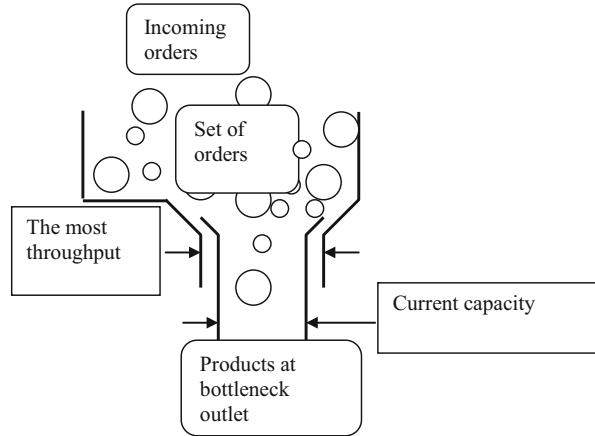 Incoming
orders
Set of
orders
The most
throughput
Current capacity
Products at
bottleneck
outlet